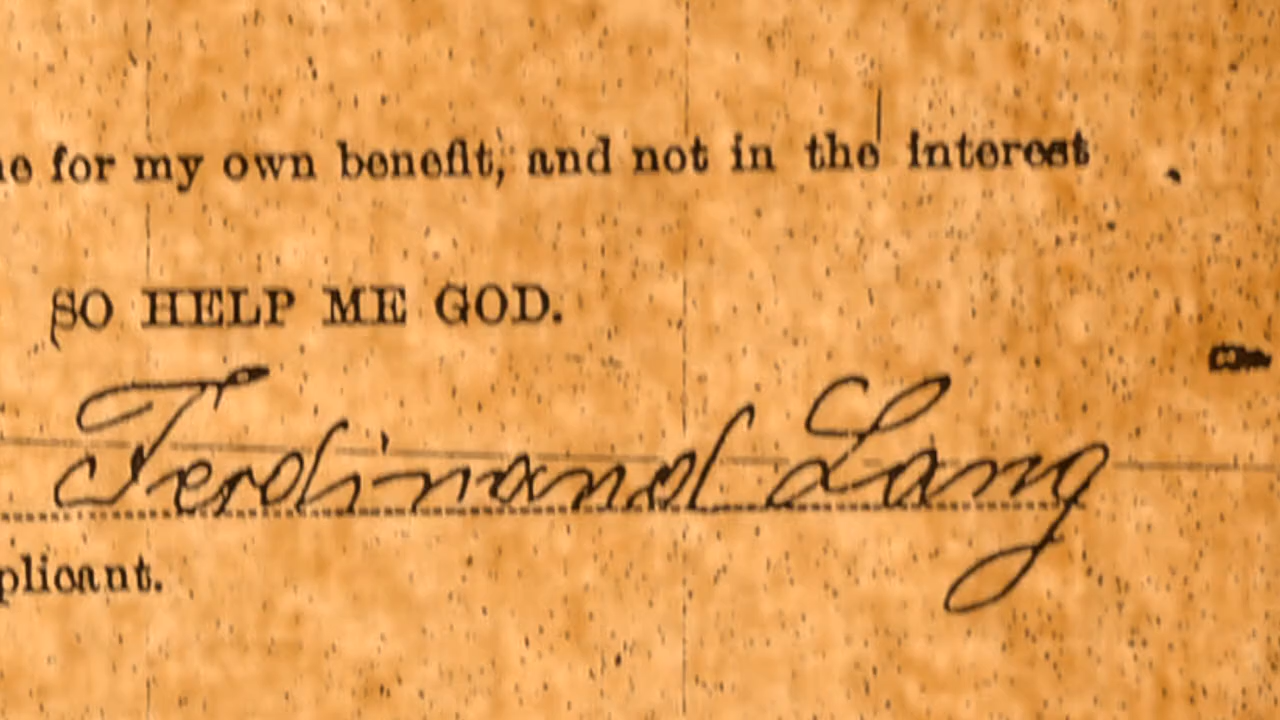 e for my own benefit, and not in the interest
SO HELP ME GOD.
Ferdinand Lang
plicant.